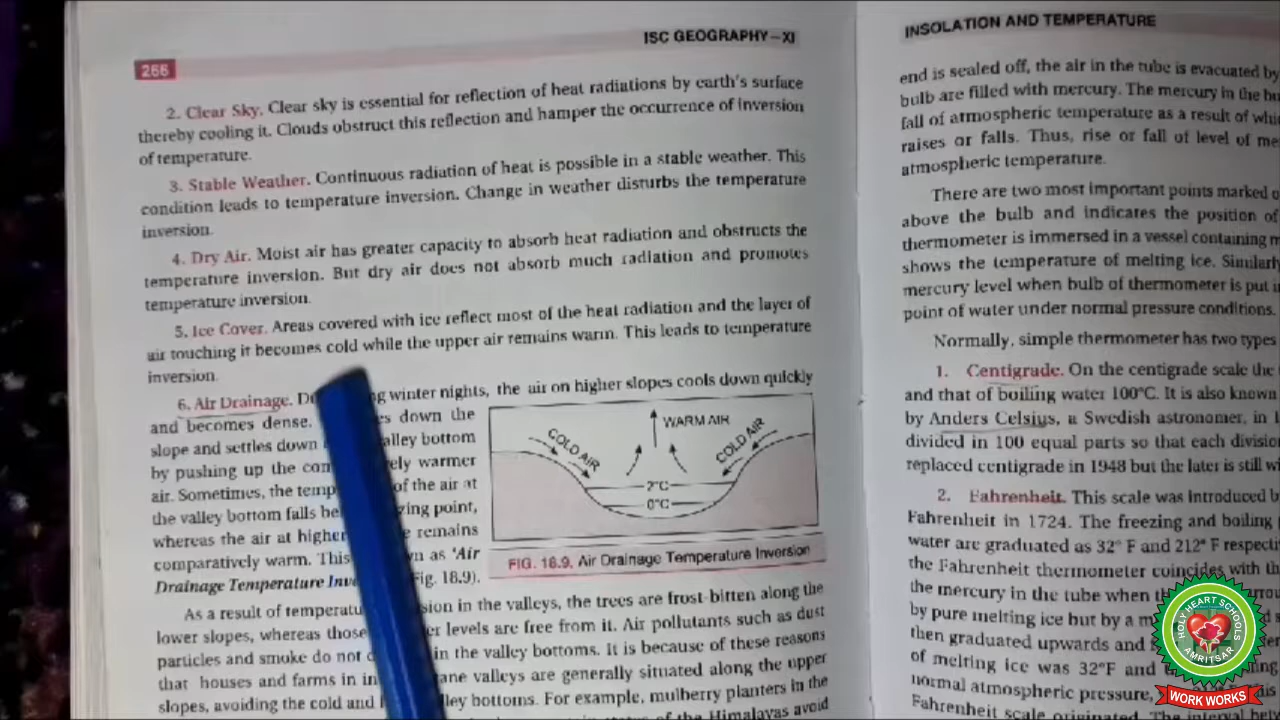 ISC GEOGRAPHY–XI
266
2. Clear Sky. Clear sky is essential for reflection of heat radiations by earth's surface
thereby cooling it. Clouds obstruct this reflection and hamper the occurrence of inversion
of temperature.
3. Stable Weather. Continuous radiation of heat is possible in a stable weather. This
condition leads to temperature inversion. Change in weather disturbs the temperature
inversion.
4. Dry Air. Moist air has greater capacity to absorb heat radiation and obstructs the
temperature inversion. But dry air does not absorb much radiation and promotes
temperature inversion.
5. Ice Cover. Areas covered with ice reflect most of the heat radiation and the layer of
air touching it becomes cold while the upper air remains warm. This leads to temperature
inversion.
6. Air Drainage. winter nights, the air on higher slopes cools down quickly
and becomes dense. down the
slope and settles down valley bottom
by pushing up the warmer
air. Sometimes, the of the air at
the valley bottom falls point,
whereas the air at higher remains
comparatively warm. This as 'Air
Drainage Temperature Fig. 18.9).
COLD AIR
WARM AIR
COLD AIR
2°C
0°C
FIG. 18.9. Air Drainage Temperature Inversion
As a result of in the valleys, the trees are frost-bitten along the
lower slopes, whereas those levels are free from it. Air pollutants such as dust
particles and smoke do not in the valley bottoms. It is because of these reasons
that houses and farms in valleys are generally situated along the upper
slopes, avoiding the cold and bottoms. For example, mulberry planters in the
of the Himalayas avoid
INSOLATION AND TEMPERATURE
end is sealed off, the air in the tube is evacuated by
bulb are filled with mercury. The mercury in the
fall of atmospheric temperature as a result of
raises or falls. Thus, rise or fall of level of
atmospheric temperature.
There are two most important points marked
above the bulb and indicates the position of
thermometer is immersed in a vessel containing
shows the temperature of melting ice.
mercury level when bulb of thermometer is put
point of water under normal pressure conditions.
Normally, simple thermometer has two types
1. Centigrade. On the centigrade scale the
and that of boiling water 100°C. It is also known
by Anders Celsius, a Swedish astronomer, in
divided in 100 equal parts so that each
replaced centigrade in 1948 but the later is still
2. Fahrenheit. This scale was introduced
Fahrenheit in 1724. The freezing and boiling
water are graduated as 32° F and 212° F
the Fahrenheit thermometer coincides with
the mercury in the tube when
by pure melting ice but by a
then graduated upwards and
of melting ice was 32°F and
normal atmospheric pressure,
Fahrenheit scale originated. The interval
HOLY HEART SCHOOLS
AMRITSAR
WORK WORKS